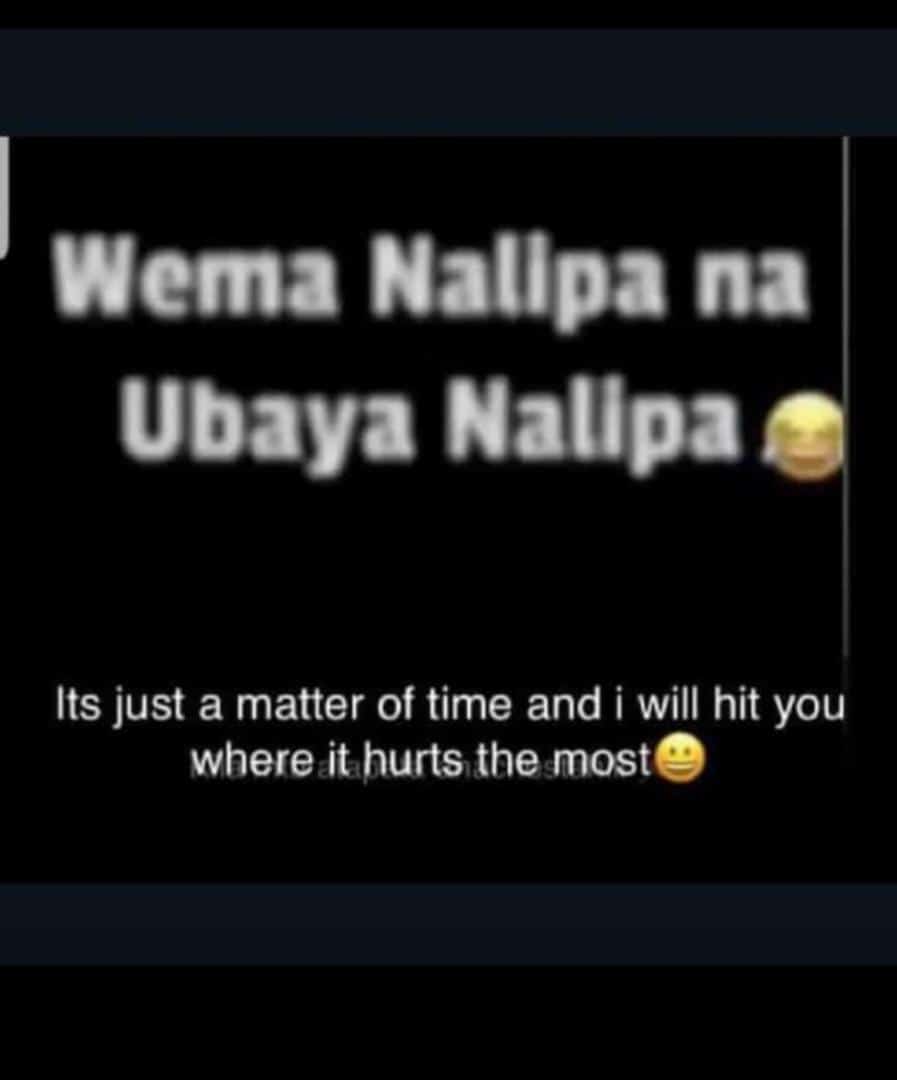 Wema Nalipa na
Ubaya Nalipa 😂
Its just a matter of time and i will hit you
where it hurts the most😀